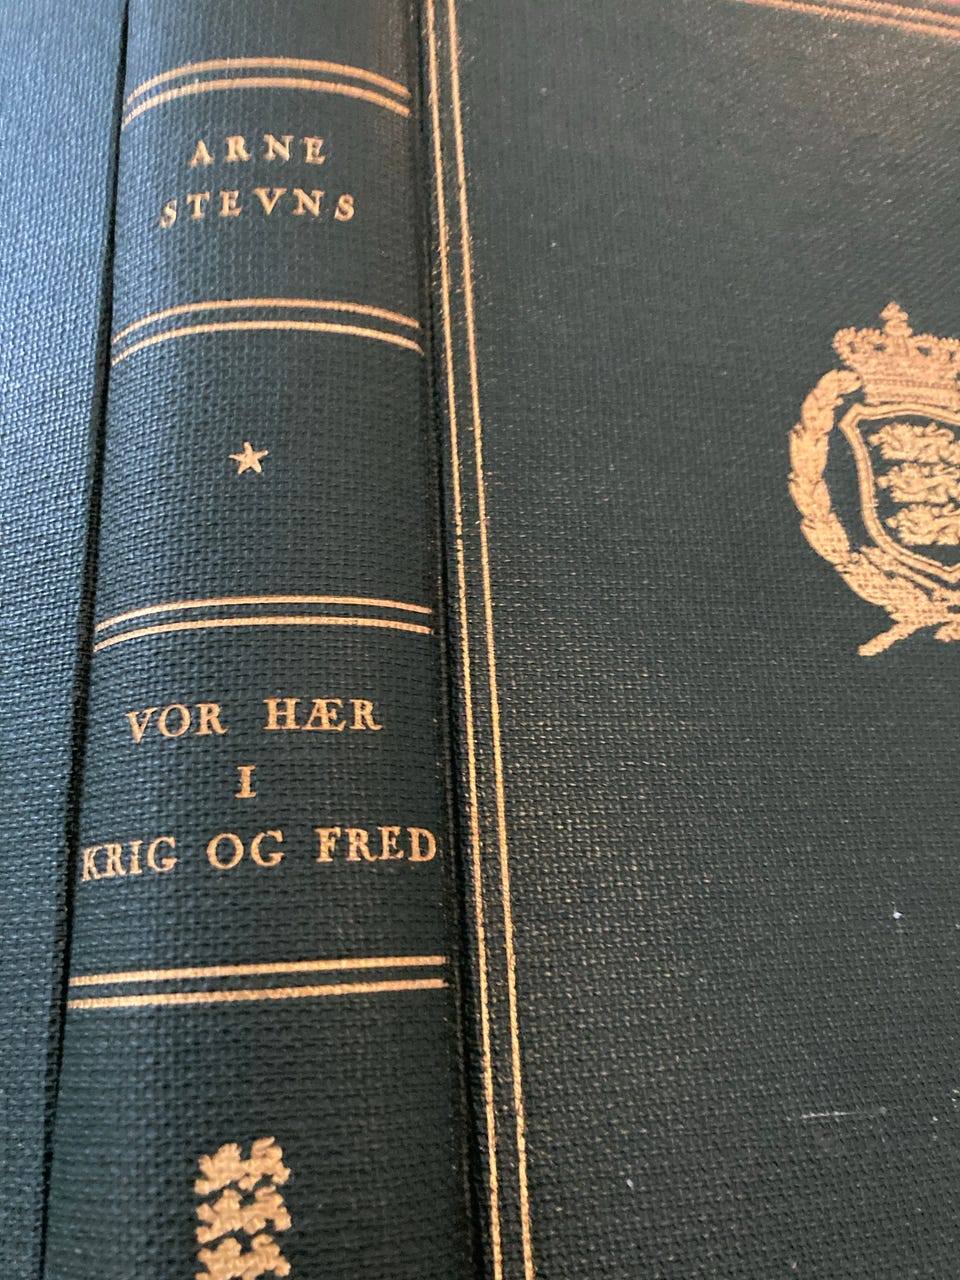 ARNE
STEVNS
VOR HÆR
I
KRIG OG FRED